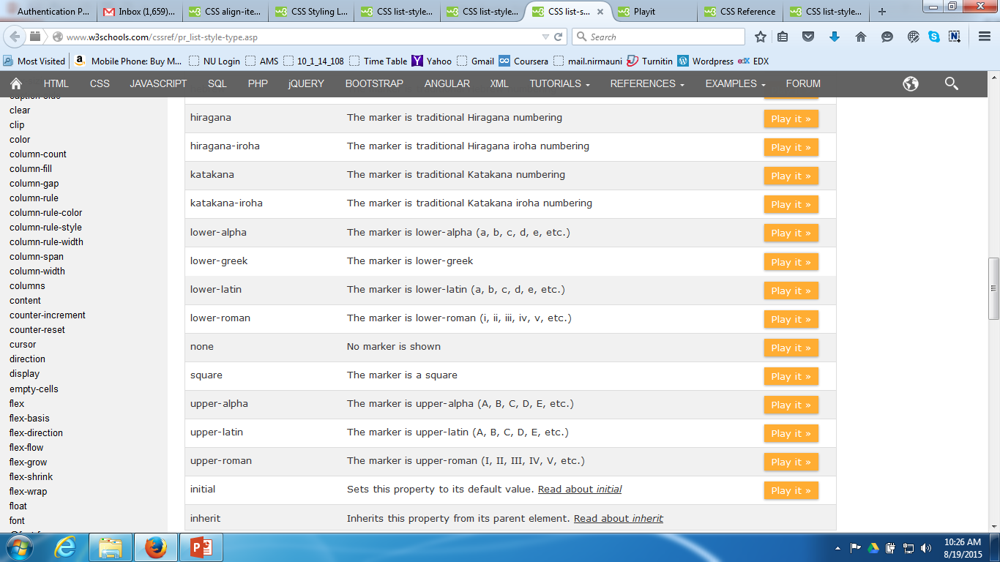 Authentication P...
Inbox (1,659)...
CSS align-ite...
CSS Styling L...
CSS list-style...
CSS list-style...
CSS list-s...
Playit
CSS Reference
CSS list-style...
www.w3schools.com/cssref/pr_list-style-type.asp
Search
Most Visited
Mobile Phone: Buy M...
NU Login
AMS
10_1_14_108
Time Table
Yahoo
Gmail
Coursera
mail.nirmauni
Turnitin
Wordpress
EDX
HTML CSS JAVASCRIPT SQL PHP jQUERY BOOTSTRAP ANGULAR XML TUTORIALS REFERENCES EXAMPLES FORUM
caption-side
clear
clip
color
column-count
column-fill
column-gap
column-rule
column-rule-color
column-rule-style
column-rule-width
column-span
column-width
columns
content
counter-increment
counter-reset
cursor
direction
display
empty-cells
flex
flex-basis
flex-direction
flex-flow
flex-grow
flex-shrink
flex-wrap
float
font
hiragana The marker is traditional Hiragana numbering Play it »
hiragana-iroha The marker is traditional Hiragana iroha numbering Play it »
katakana The marker is traditional Katakana numbering Play it »
katakana-iroha The marker is traditional Katakana iroha numbering Play it »
lower-alpha The marker is lower-alpha (a, b, c, d, e, etc.) Play it »
lower-greek The marker is lower-greek Play it »
lower-latin The marker is lower-latin (a, b, c, d, e, etc.) Play it »
lower-roman The marker is lower-roman (i, ii, iii, iv, v, etc.) Play it »
none No marker is shown Play it »
square The marker is a square Play it »
upper-alpha The marker is upper-alpha (A, B, C, D, E, etc.) Play it »
upper-latin The marker is upper-latin (A, B, C, D, E, etc.) Play it »
upper-roman The marker is upper-roman (I, II, III, IV, V, etc.) Play it »
initial Sets this property to its default value. Read about initial Play it »
inherit Inherits this property from its parent element. Read about inherit
10:26 AM
8/19/2015